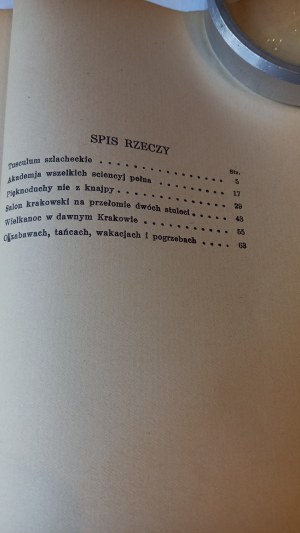 SPIS RZECZY
Str.
Tusculum szlacheckie . . . . . . . . . . . . . . . 5
Akademja wszelkich sciencyj pełna . . . . . . . . 17
Pięknoduchy nie z knajpy . . . . . . . . . . . . . 29
Salon krakowski na przełomie dwóch stuleci . . . . 43
Wielkanoc w dawnym Krakowie . . . . . . . . . . . 55
O zabawach, tańcach, wakacjach i pogrzebach . . . . 63